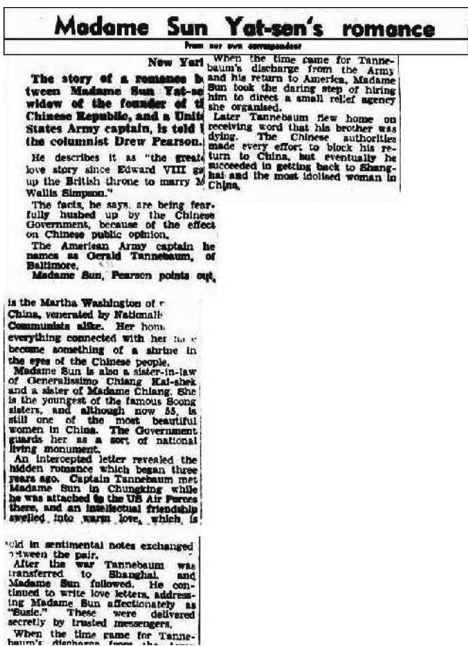 Madame Sun Yat-sen's romance
From our own correspondent
New Yor
The story of a romance b
tween Madame Sun Yat-se
widow of the founder of t
Chinese Republic, and a Unit
States Army captain, is told
the columnist Drew Pearson.
He describes it as "the great
love story since Edward VIII ga
up the British throne to marry M
Wallis Simpson."
The facts, he says, are being fear-
fully hushed up by the Chinese
Government, because of the effect
on Chinese public opinion.
The American Army captain he
names as Gerald Tannebaum, of
Baltimore.
Madame Sun, Pearson points out,
is the Martha Washington of
China, venerated by Nationali
Communists alike. Her hom
everything connected with her
become something of a shrine in
the eyes of the Chinese people.
Madame Sun is also a sister-in-law
of Generalissimo Chiang Kai-shek
and a sister of Madame Chiang. She
is the youngest of the famous Soong
sisters, and although now 55, is
still one of the most beautiful
women in China. The Government
guards her as a sort of national
living monument.
An intercepted letter revealed the
hidden romance which began three
years ago. Captain Tannebaum met
Madame Sun in Chungking while
he was attached to the US Air Forces
there, and an intellectual friendship
swelled into warm love, which is
told in sentimental notes exchanged
between the pair.
After the war Tannebaum was
transferred to Shanghai, and
Madame Sun followed. He con-
tinued to write love letters, address-
ing Madame Sun affectionately as
"Susie." These were delivered
secretly by trusted messengers.
When the time came for Tanne-
baum's discharge from the Army
When the time came for Tanne-
baum's discharge from the Army
and his return to America, Madame
Sun took the daring step of hiring
him to direct a small relief agency
she organised.
Later Tannebaum flew home on
receiving word that his brother was
dying. The Chinese authorities
made every effort to block his re-
turn to China, but eventually he
succeeded in getting back to Shang-
hai and the most idolised woman in
China.